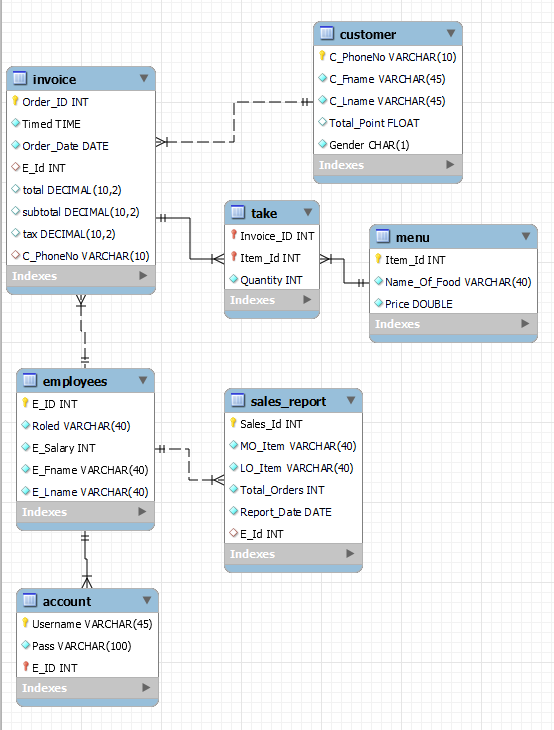 customer
C_PhoneNo VARCHAR(10)
C_Fname VARCHAR(45)
C_Lname VARCHAR(45)
Total_Point FLOAT
Gender CHAR(1)
Indexes
invoice
Order_ID INT
Timed TIME
Order_Date DATE
E_Id INT
total DECIMAL(10,2)
subtotal DECIMAL(10,2)
tax DECIMAL(10,2)
C_PhoneNo VARCHAR(10)
Indexes
take
Invoice_ID INT
Item_Id INT
Quantity INT
Indexes
menu
Item_Id INT
Name_Of_Food VARCHAR(40)
Price DOUBLE
Indexes
employees
E_ID INT
Roled VARCHAR(40)
E_Salary INT
E_Fname VARCHAR(40)
E_Lname VARCHAR(40)
Indexes
sales_report
Sales_Id INT
MO_Item VARCHAR(40)
LO_Item VARCHAR(40)
Total_Orders INT
Report_Date DATE
E_Id INT
Indexes
account
Username VARCHAR(45)
Pass VARCHAR(100)
E_ID INT
Indexes